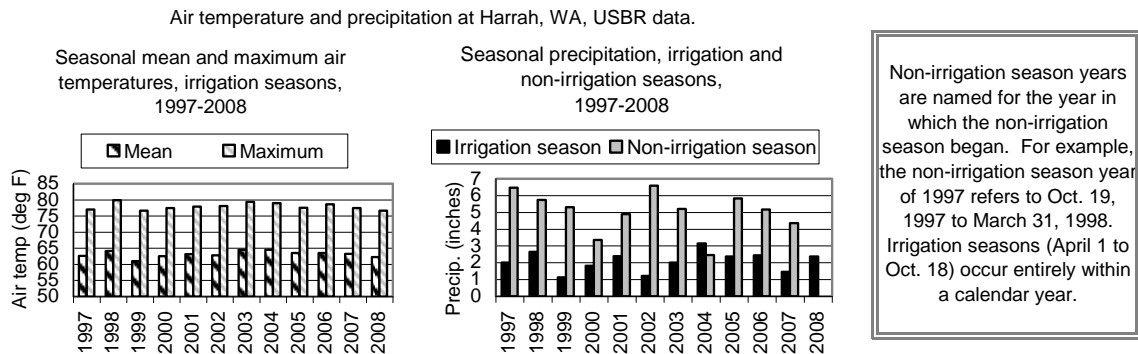 Air temperature and precipitation at Harrah, WA, USBR data.
Seasonal mean and maximum air
temperatures, irrigation seasons,
1997-2008
Mean Maximum
Air temp (deg F)
85
80
75
70
65
60
55
50
1997 1998 1999 2000 2001 2002 2003 2004 2005 2006 2007 2008
Seasonal precipitation, irrigation and
non-irrigation seasons,
1997-2008
Irrigation season Non-irrigation season
Precip. (inches)
7
6
5
4
3
2
1
0
1997 1998 1999 2000 2001 2002 2003 2004 2005 2006 2007 2008
Non-irrigation season years
are named for the year in
which the non-irrigation
season began. For example,
the non-irrigation season year
of 1997 refers to Oct. 19,
1997 to March 31, 1998.
Irrigation seasons (April 1 to
Oct. 18) occur entirely within
a calendar year.